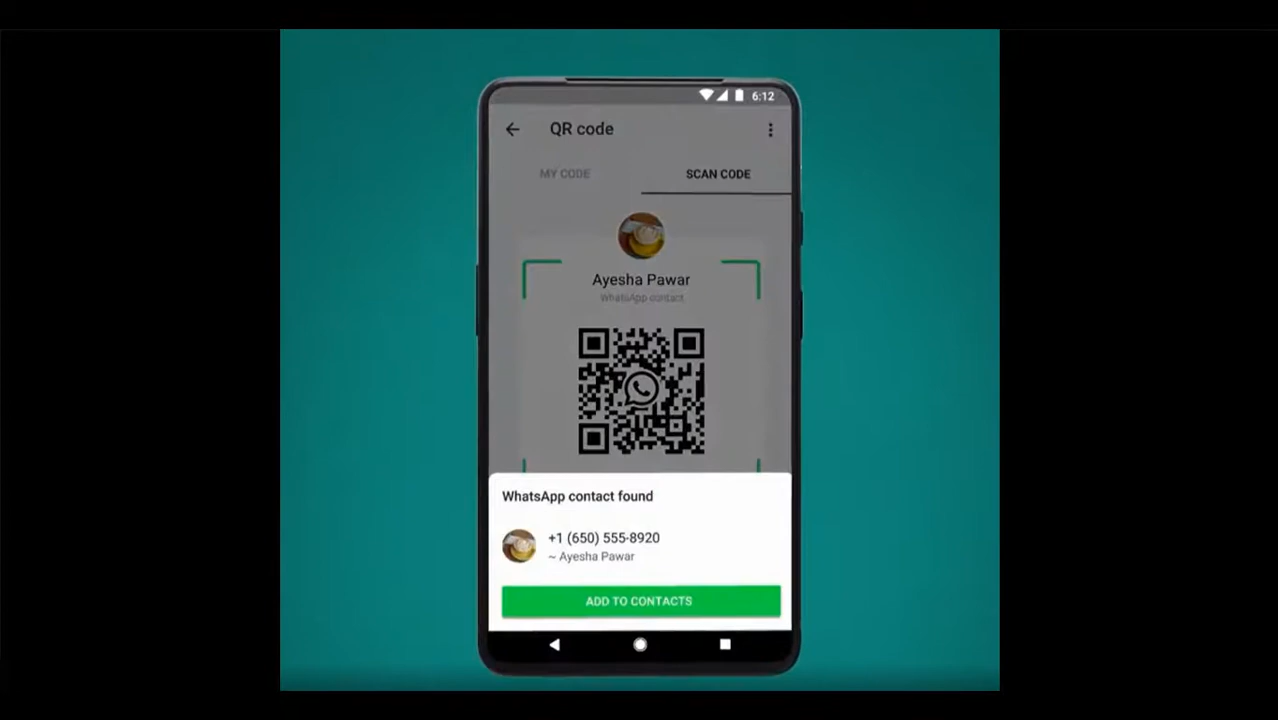 6:12
QR code
MY CODE
SCAN CODE
Ayesha Pawar
WhatsApp contact
WhatsApp contact found
+1 (650) 555-8920
~ Ayesha Pawar
ADD TO CONTACTS